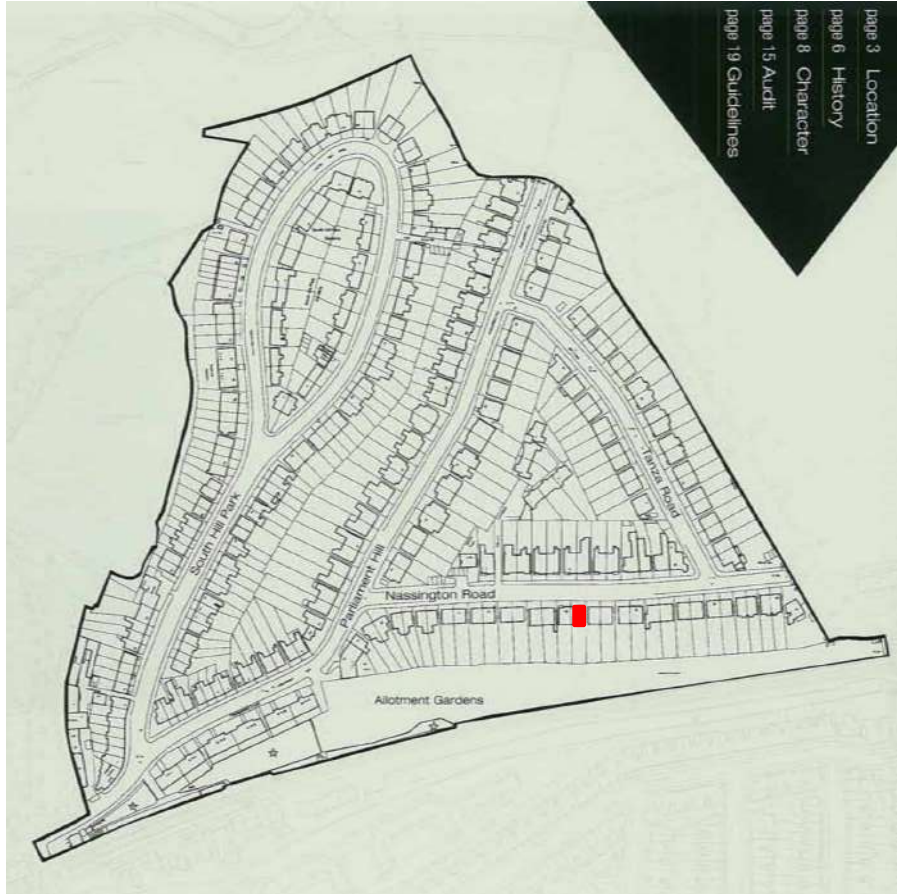 page 3 Location
page 6 History
page 8 Character
page 15 Audit
page 19 Guidelines
South Hill Park
Parliament Hill
Tanza Road
Nassington Road
Allotment Gardens